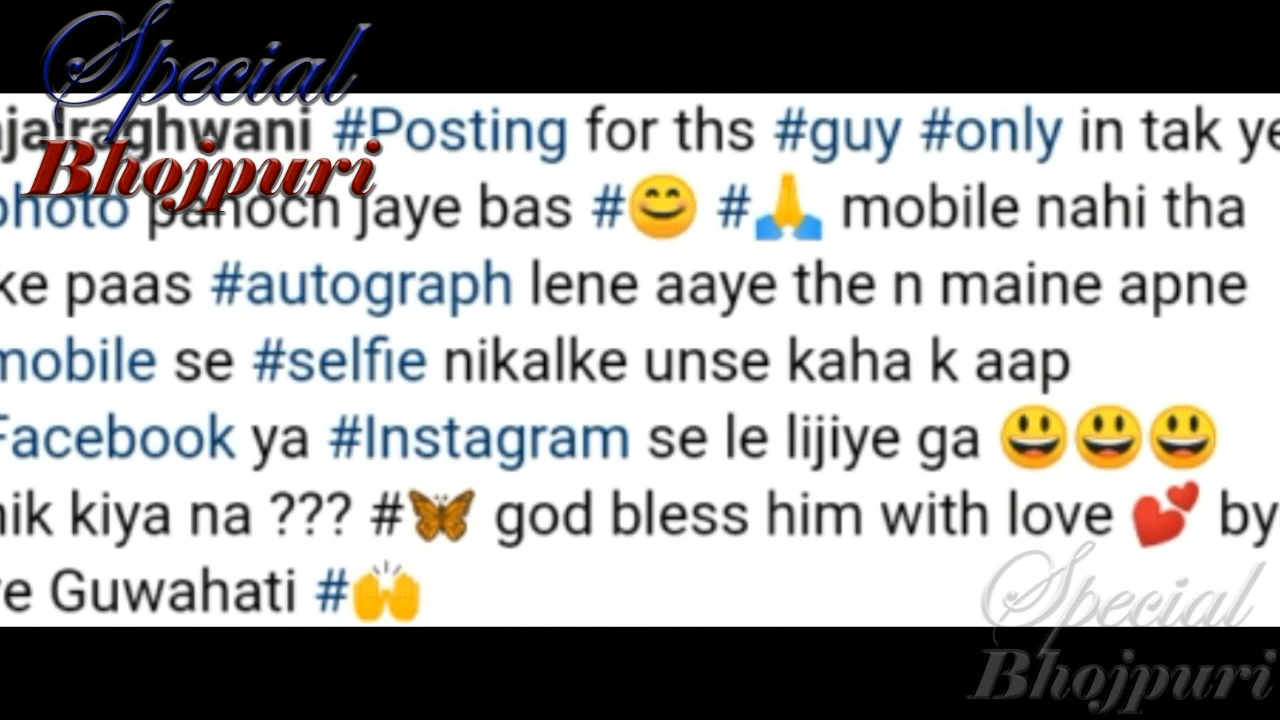 Special
Bhojpuri
jalraghwani #Posting for ths #guy #only in tak ye
photo pahoch jaye bas #😊 #🙏 mobile nahi tha
ke paas #autograph lene aaye the n maine apne
mobile se #selfie nikalke unse kaha k aap
Facebook ya #Instagram se le lijiye ga 😃😃😃
kiya na ??? #🦋 god bless him with love 💕 by
Guwahati #🙌
Special
Bhojpuri